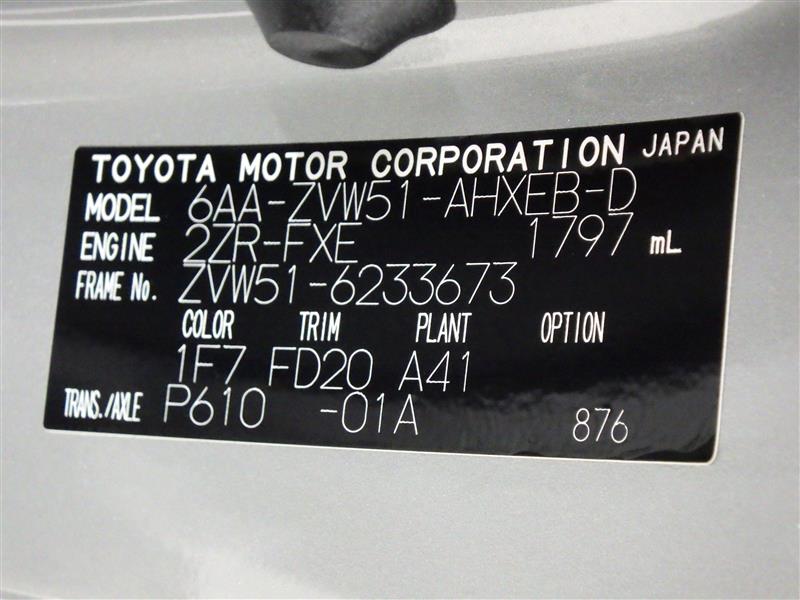 TOYOTA MOTOR CORPORATION JAPAN
MODEL 6AA-ZVW51-AHXEB-D
ENGINE 2ZR-FXE 1797 mL
FRAME No. ZVW51-6233673
COLOR TRIM PLANT OPTION
1F7 FD20 A41
TRANS./AXLE P610 -01A 876